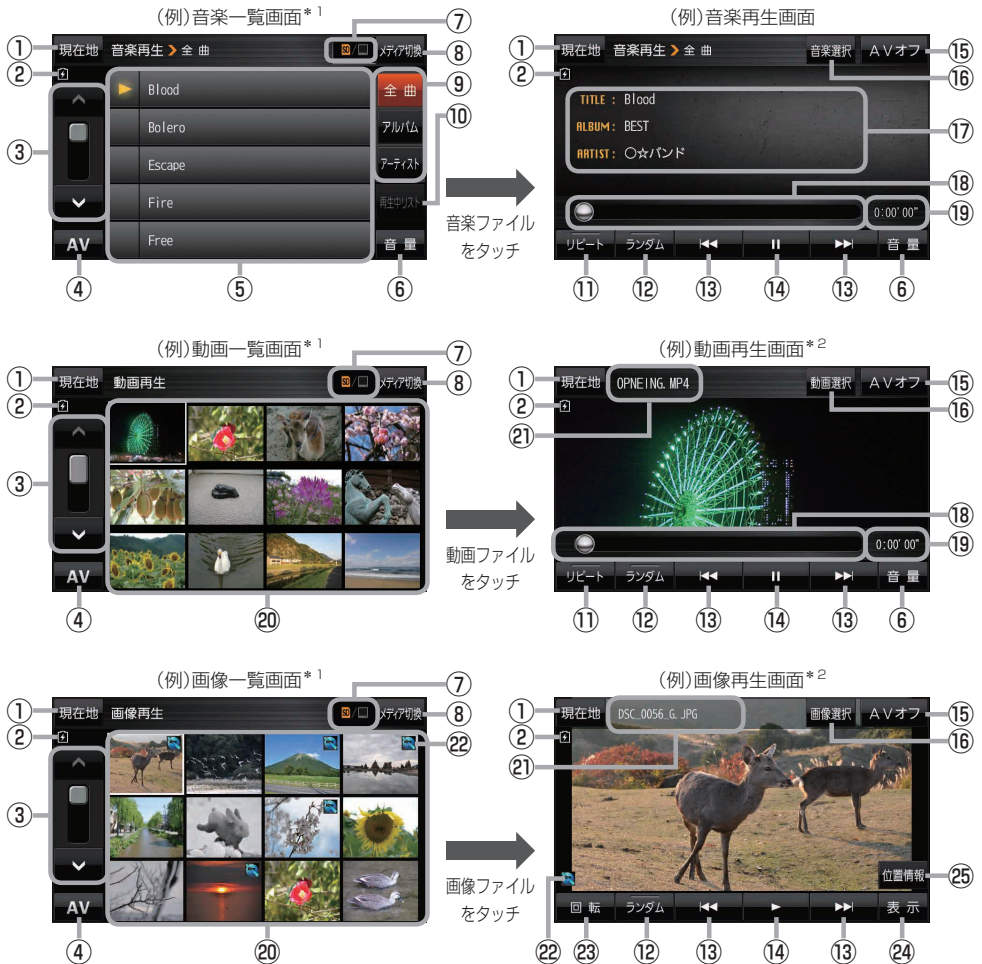 (例)音楽一覧画面*1
⑦
(例)音楽再生画面
① 現在地 音楽再生 > 全 曲 SD/ メディア切換 ⑧
②
⑨
③
Blood
Bolero
Escape
Fire
Free
全 曲
アルバム
アーティスト
再生中リスト
⑩
AV
音 量
④
⑤
⑥
音楽ファイル
をタッチ
① 現在地 音楽再生 > 全 曲 音楽選択 AVオフ ⑮
②
⑯
TITLE : Blood
ALBUM : BEST
ARTIST : ○☆バンド
⑰
⑱
0:00'00"
⑲
リピート ランダム 音 量
⑪ ⑫ ⑬ ⑭ ⑬ ⑥
(例)動画一覧画面*1
⑦
(例)動画再生画面*2
① 現在地 動画再生 SD/ メディア切換 ⑧
②
③
AV
④
⑳
動画ファイル
をタッチ
① 現在地 OPNEING.MP4 動画選択 AVオフ ⑮
②
㉑
⑯
⑱
0:00'00"
⑲
リピート ランダム 音 量
⑪ ⑫ ⑬ ⑭ ⑬ ⑥
(例)画像一覧画面*1
⑦
(例)画像再生画面*2
① 現在地 画像再生 SD/ メディア切換 ⑧
②
㉒
③
AV
④
⑳
画像ファイル
をタッチ
① 現在地 DSC_0056_G.JPG 画像選択 AVオフ ⑮
②
㉑
⑯
位置情報 ㉕
回 転 ランダム 表 示
㉒ ㉓ ⑫ ⑬ ⑭ ⑬ ㉔